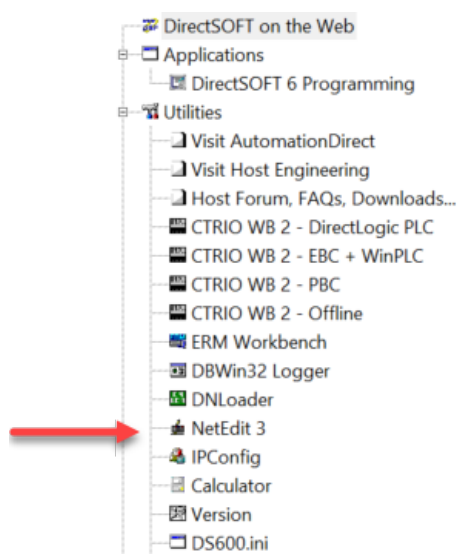 DirectSOFT on the Web
Applications
DirectSOFT 6 Programming
Utilities
Visit AutomationDirect
Visit Host Engineering
Host Forum, FAQs, Downloads...
CTRIO WB 2 - DirectLogic PLC
CTRIO WB 2 - EBC + WinPLC
CTRIO WB 2 - PBC
CTRIO WB 2 - Offline
ERM Workbench
DBWin32 Logger
DNLoader
NetEdit 3
IPConfig
Calculator
Version
DS600.ini